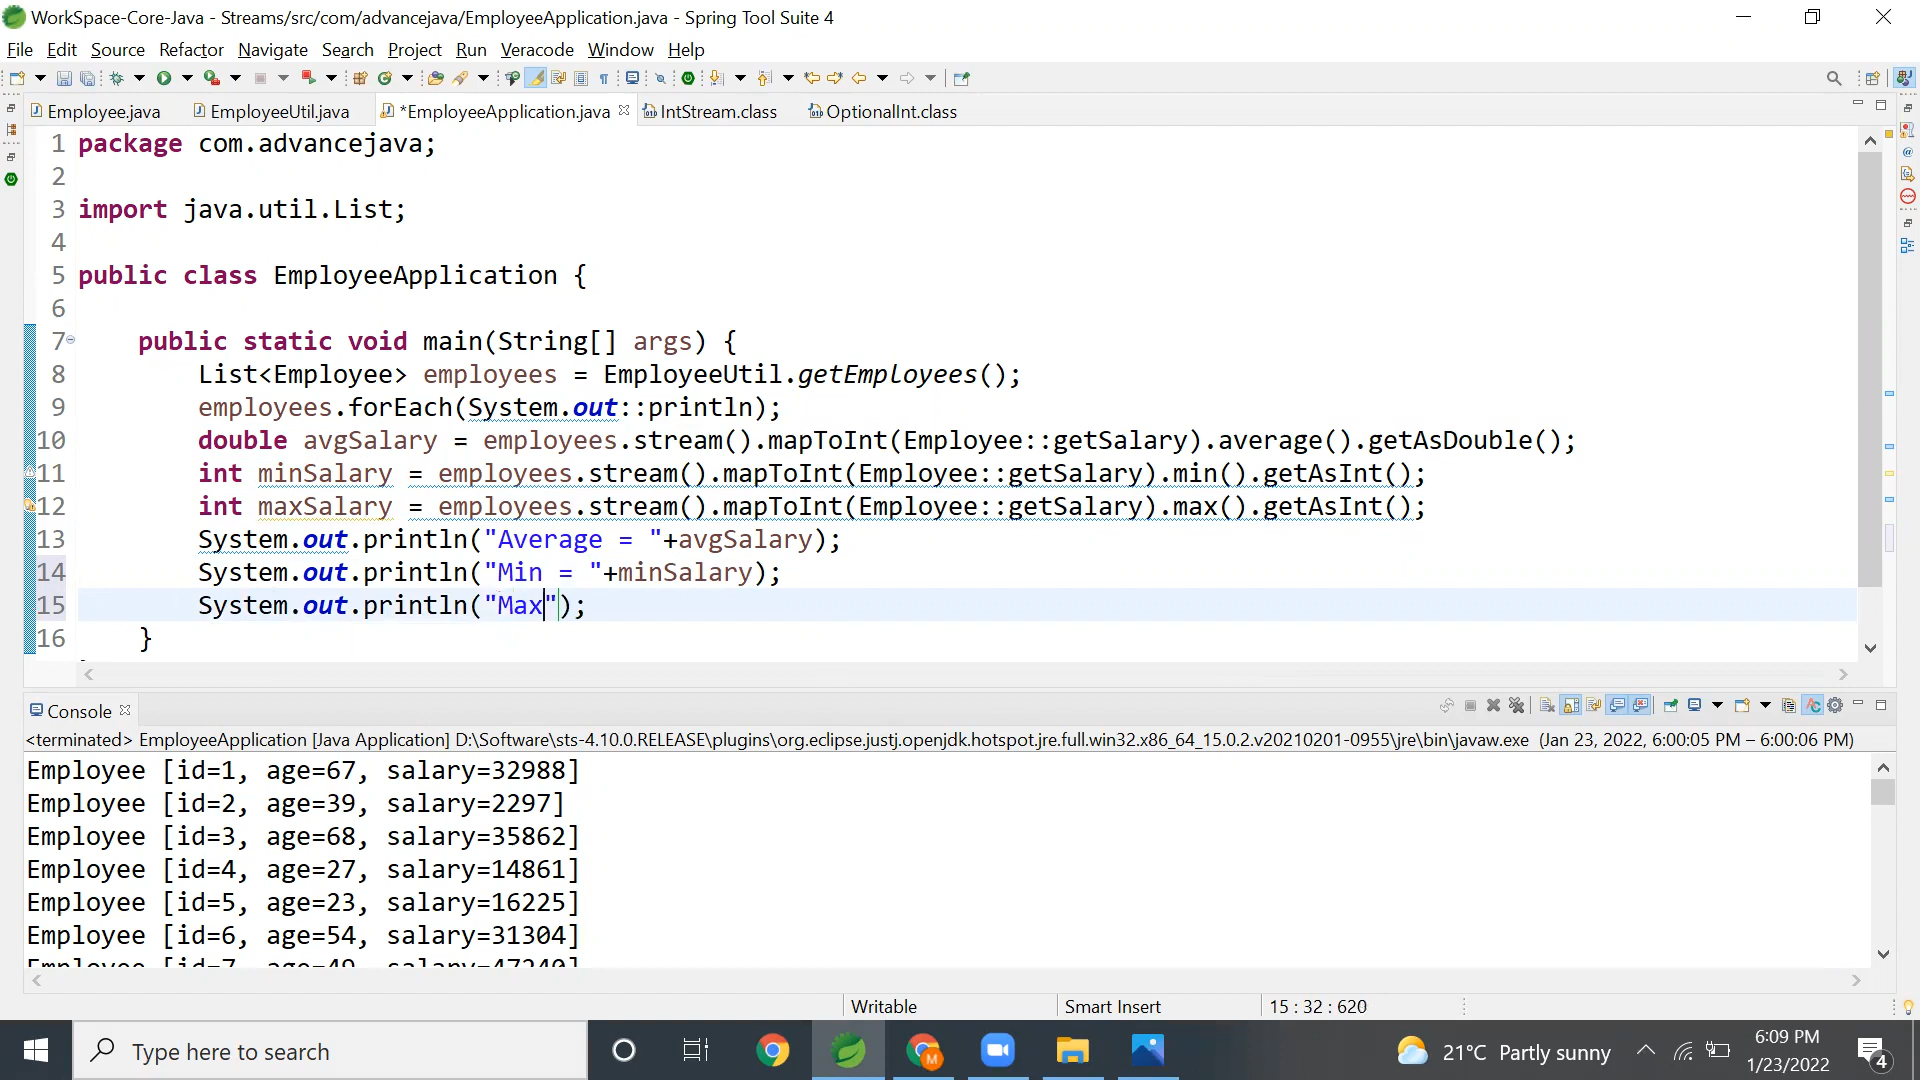 WorkSpace-Core-Java - Streams/src/com/advancejava/EmployeeApplication.java - Spring Tool Suite 4
File Edit Source Refactor Navigate Search Project Run Veracode Window Help
Employee.java EmployeeUtil.java *EmployeeApplication.java IntStream.class OptionalInt.class
1 package com.advancejava;
2
3 import java.util.List;
4
5 public class EmployeeApplication {
6
7 public static void main(String[] args) {
8 List<Employee> employees = EmployeeUtil.getEmployees();
9 employees.forEach(System.out::println);
10 double avgSalary = employees.stream().mapToInt(Employee::getSalary).average().getAsDouble();
11 int minSalary = employees.stream().mapToInt(Employee::getSalary).min().getAsInt();
12 int maxSalary = employees.stream().mapToInt(Employee::getSalary).max().getAsInt();
13 System.out.println("Average = "+avgSalary);
14 System.out.println("Min = "+minSalary);
15 System.out.println("Max");
16 }
Console
<terminated> EmployeeApplication [Java Application] D:\Software\sts-4.10.0.RELEASE\plugins\org.eclipse.justj.openjdk.hotspot.jre.full.win32.x86_64_15.0.2.v20210201-0955\jre\bin\javaw.exe (Jan 23, 2022, 6:00:05 PM – 6:00:06 PM)
Employee [id=1, age=67, salary=32988]
Employee [id=2, age=39, salary=2297]
Employee [id=3, age=68, salary=35862]
Employee [id=4, age=27, salary=14861]
Employee [id=5, age=23, salary=16225]
Employee [id=6, age=54, salary=31304]
Employee [id=7, age=49, salary=47240]
Writable Smart Insert 15 : 32 : 620
Type here to search
21°C Partly sunny
6:09 PM
1/23/2022
4